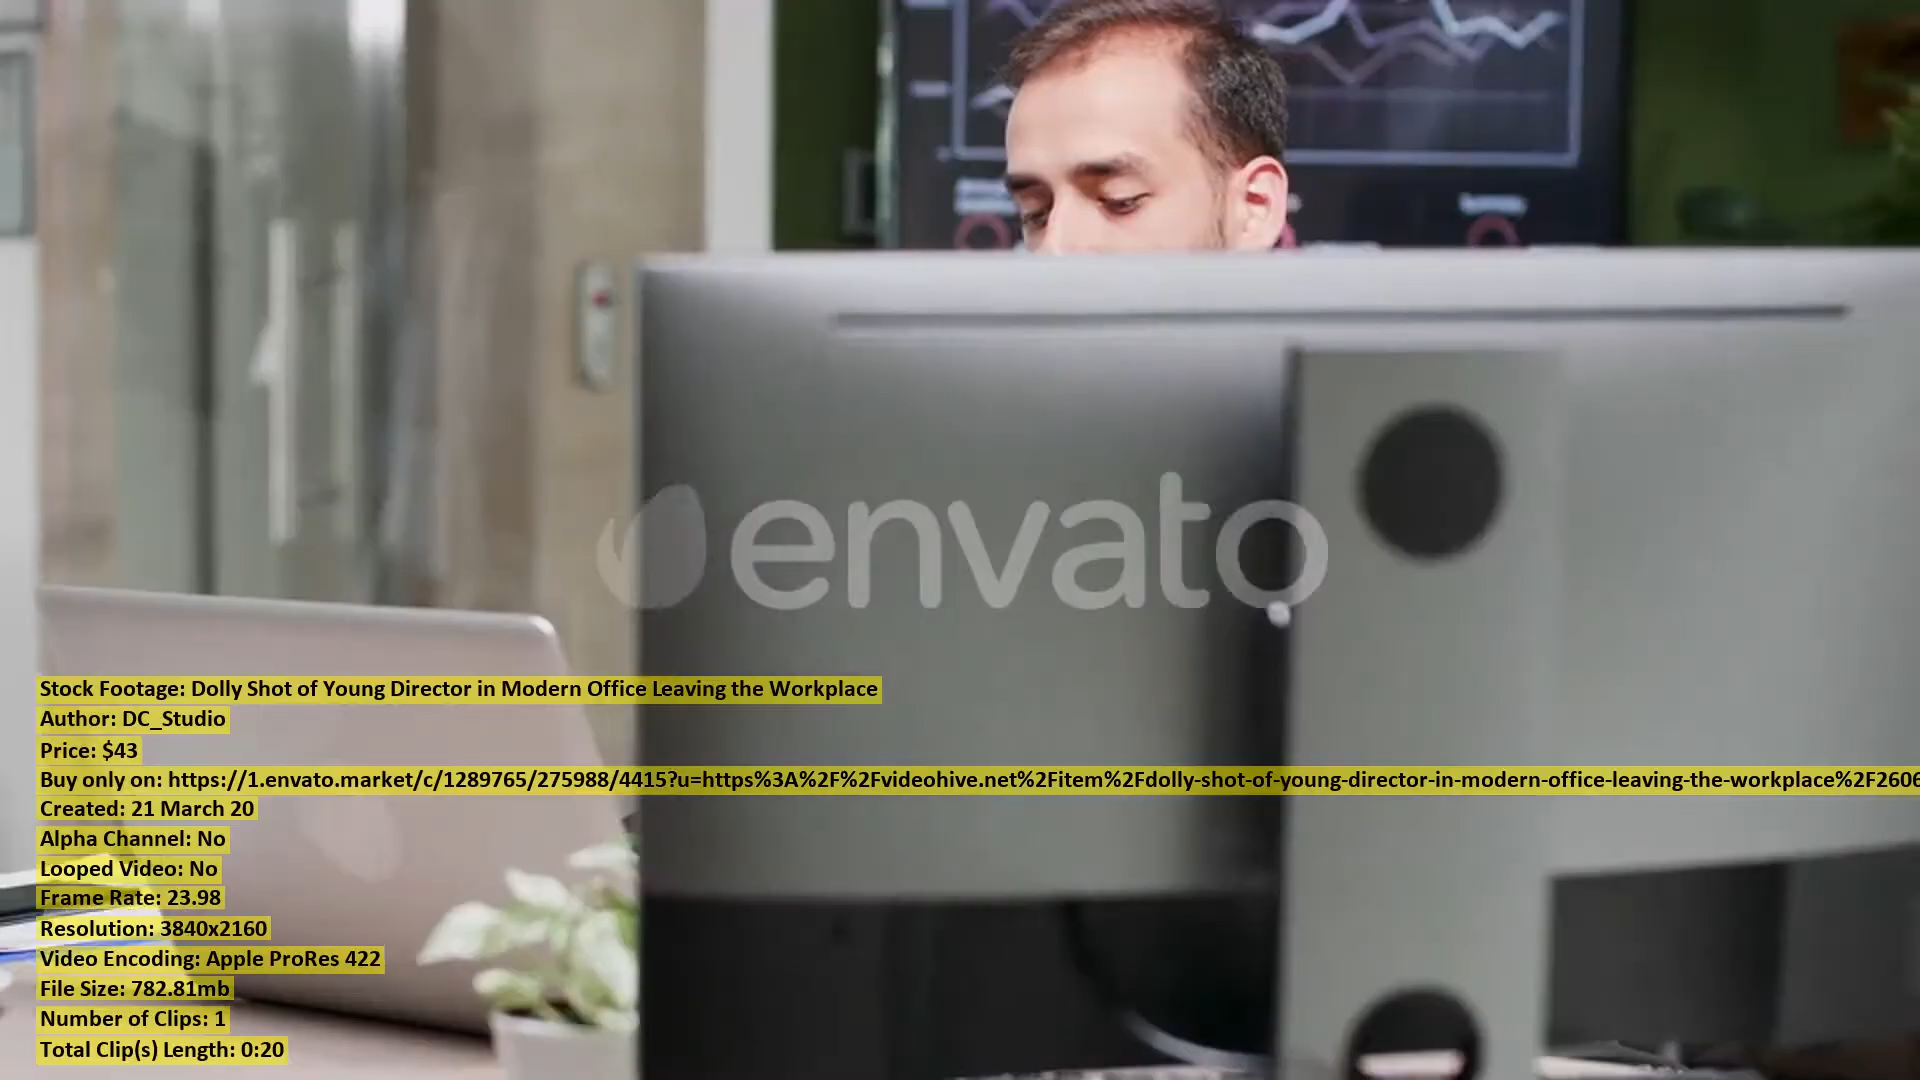 envato
Stock Footage: Dolly Shot of Young Director in Modern Office Leaving the Workplace
Author: DC_Studio
Price: $43
Buy only on: https://1.envato.market/c/1289765/275988/4415?u=https%3A%2F%2Fvideohive.net%2Fitem%2Fdolly-shot-of-young-director-in-modern-office-leaving-the-workplace%2F2606
Created: 21 March 20
Alpha Channel: No
Looped Video: No
Frame Rate: 23.98
Resolution: 3840x2160
Video Encoding: Apple ProRes 422
File Size: 782.81mb
Number of Clips: 1
Total Clip(s) Length: 0:20